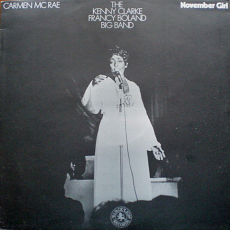 CARMEN MC RAE
THE
KENNY CLARKE
FRANCY BOLAND
BIG BAND
November Girl